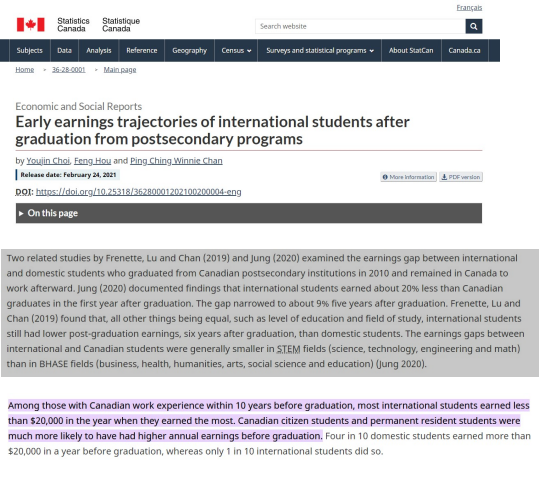 Français
Statistics Statistique
Canada Canada
Search website
Subjects Data Analysis Reference Geography Census Surveys and statistical programs About StatCan Canada.ca
Home 36-28-0001 Main page
Economic and Social Reports
Early earnings trajectories of international students after
graduation from postsecondary programs
by Youjin Choi, Feng Hou and Ping Ching Winnie Chan
Release date: February 24, 2021
More information PDF version
DOI: https://doi.org/10.25318/36280001202100200004-eng
On this page
Two related studies by Frenette, Lu and Chan (2019) and Jung (2020) examined the earnings gap between international
and domestic students who graduated from Canadian postsecondary institutions in 2010 and remained in Canada to
work afterward. Jung (2020) documented findings that international students earned about 20% less than Canadian
graduates in the first year after graduation. The gap narrowed to about 9% five years after graduation. Frenette, Lu and
Chan (2019) found that, all other things being equal, such as level of education and field of study, international students
still had lower post-graduation earnings, six years after graduation, than domestic students. The earnings gaps between
international and Canadian students were generally smaller in STEM fields (science, technology, engineering and math)
than in BHASE fields (business, health, humanities, arts, social science and education) (Jung 2020).
Among those with Canadian work experience within 10 years before graduation, most international students earned less
than $20,000 in the year when they earned the most. Canadian citizen students and permanent resident students were
much more likely to have had higher annual earnings before graduation. Four in 10 domestic students earned more than
$20,000 in a year before graduation, whereas only 1 in 10 international students did so.